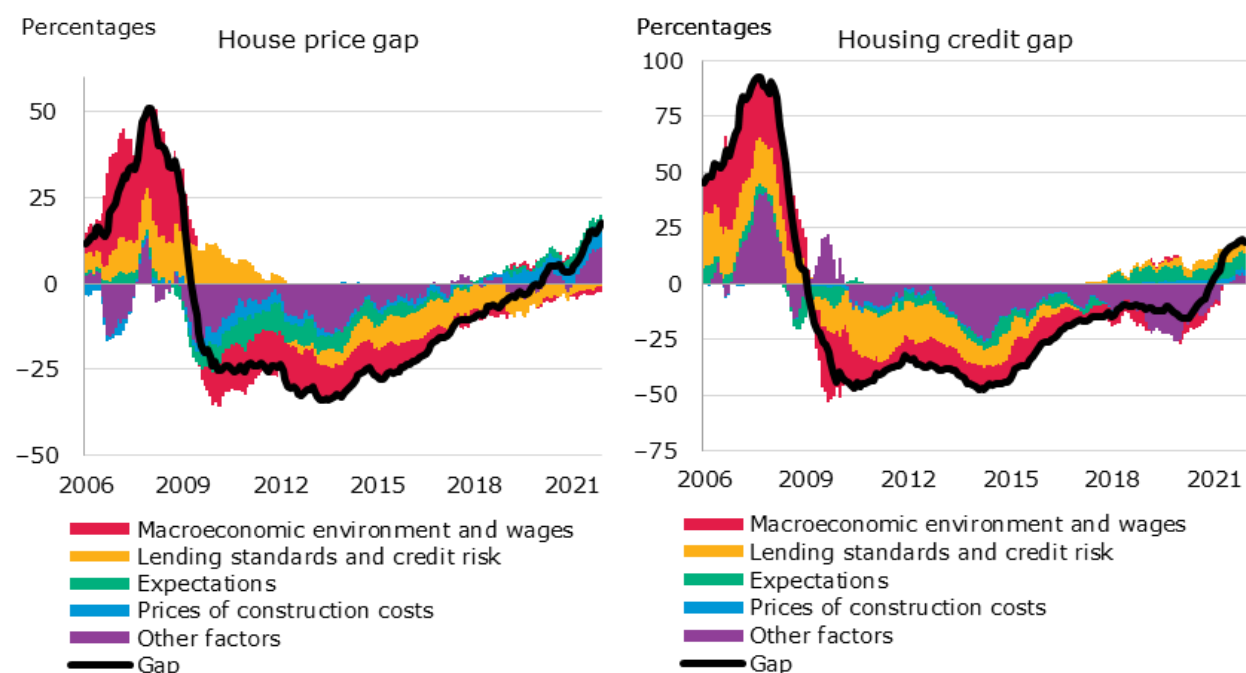 Percentages
House price gap
50
25
0
−25
−50
2006 2009 2012 2015 2018 2021
Macroeconomic environment and wages
Lending standards and credit risk
Expectations
Prices of construction costs
Other factors
Gap
Percentages
Housing credit gap
100
75
50
25
0
−25
−50
−75
2006 2009 2012 2015 2018 2021
Macroeconomic environment and wages
Lending standards and credit risk
Expectations
Prices of construction costs
Other factors
Gap